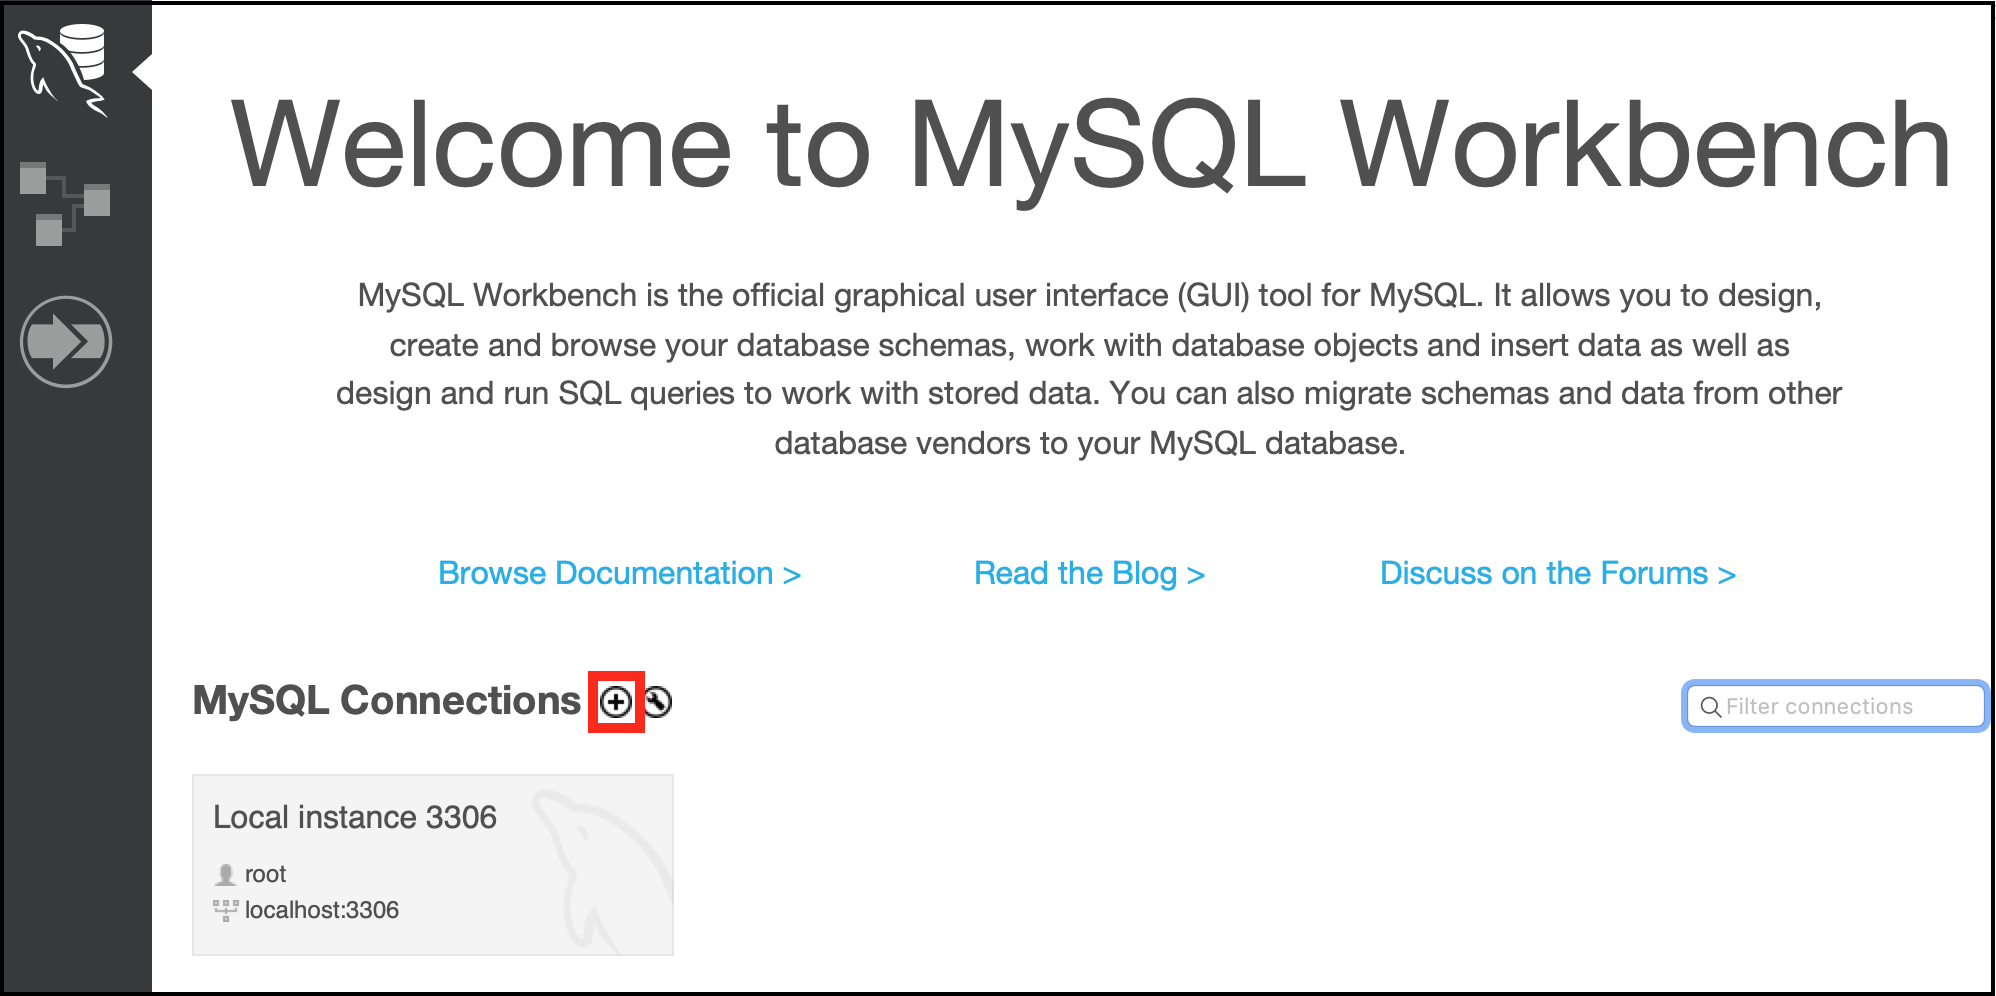 Welcome to MySQL Workbench
MySQL Workbench is the official graphical user interface (GUI) tool for MySQL. It allows you to design,
create and browse your database schemas, work with database objects and insert data as well as
design and run SQL queries to work with stored data. You can also migrate schemas and data from other
database vendors to your MySQL database.
Browse Documentation >
Read the Blog >
Discuss on the Forums >
MySQL Connections
Filter connections
Local instance 3306
root
localhost:3306